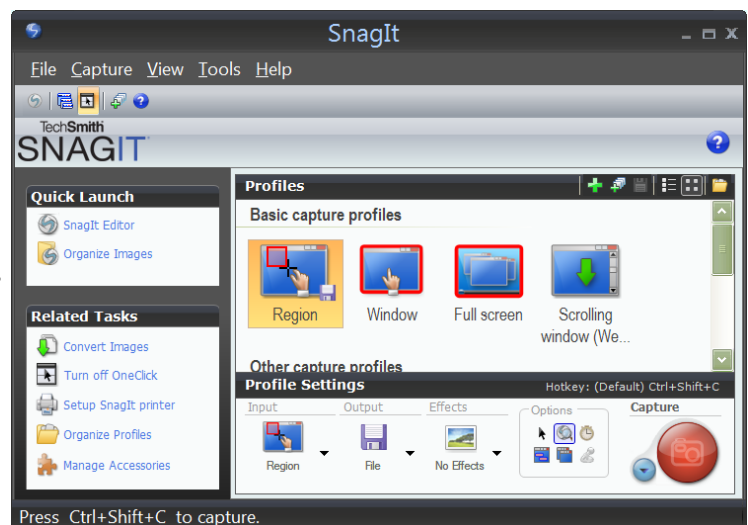 SnagIt
File Capture View Tools Help
TechSmith
SNAGIT
Quick Launch
SnagIt Editor
Organize Images
Related Tasks
Convert Images
Turn off OneClick
Setup SnagIt printer
Organize Profiles
Manage Accessories
Profiles
Basic capture profiles
Region Window Full screen Scrolling
window (We...
Other capture profiles
Profile Settings Hotkey: (Default) Ctrl+Shift+C
Input Output Effects Options Capture
Region File No Effects
Press Ctrl+Shift+C to capture.